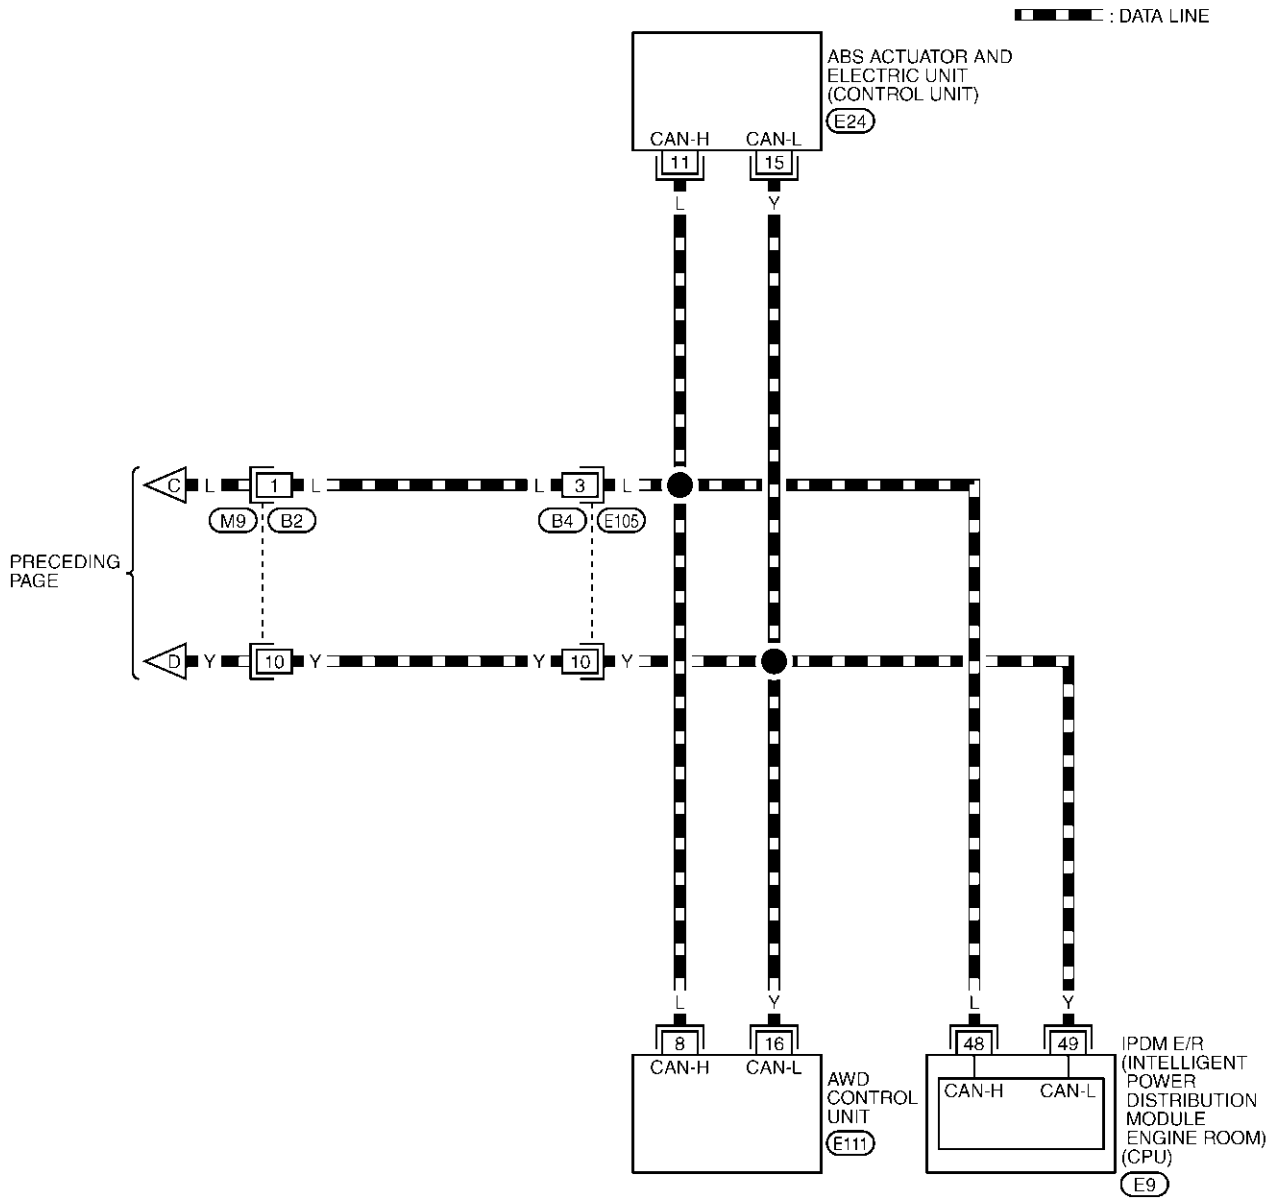 : DATA LINE
ABS ACTUATOR AND
ELECTRIC UNIT
(CONTROL UNIT)
E24
CAN-H CAN-L
11 15
L Y
C L 1 L L 3 L
M9 B2 B4 E105
PRECEDING
PAGE
D Y 10 Y Y 10 Y
L Y L Y
8 16 48 49
CAN-H CAN-L
CAN-H CAN-L
AWD
CONTROL
UNIT
E111
IPDM E/R
(INTELLIGENT
POWER
DISTRIBUTION
MODULE
ENGINE ROOM)
(CPU)
E9